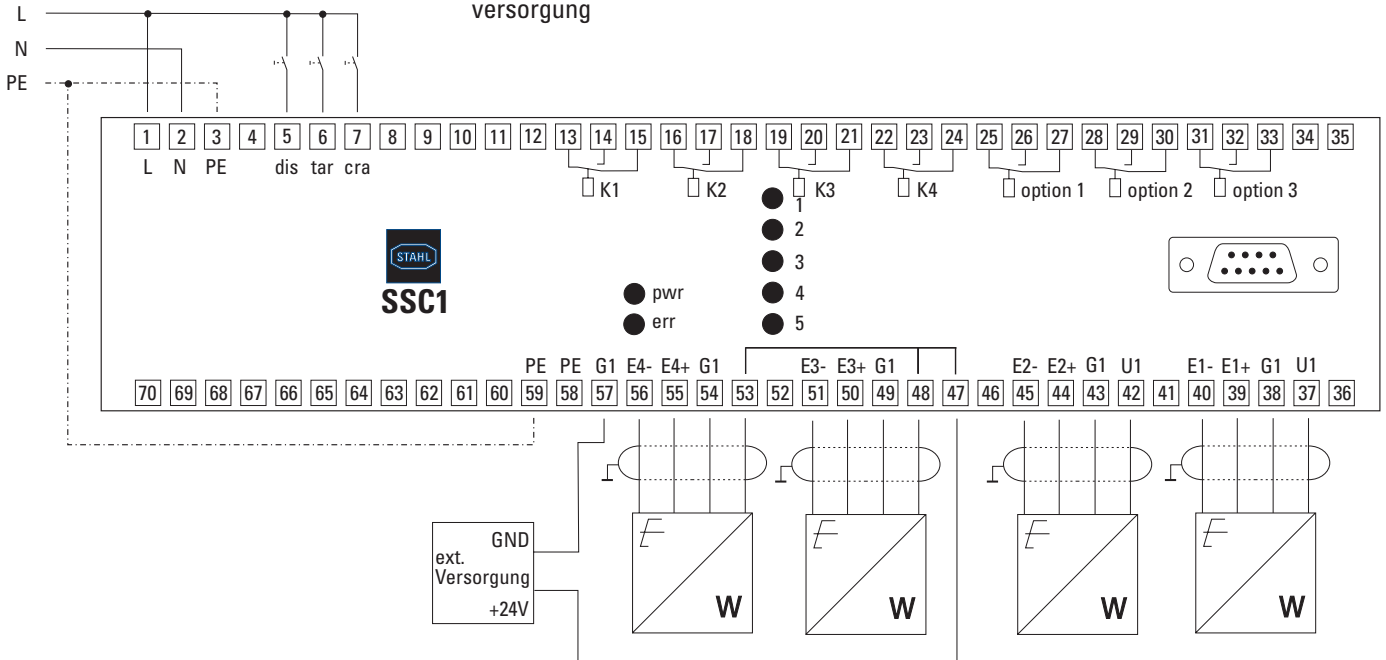 versorgung
L
N
PE
1 2 3 4 5 6 7 8 9 10 11 12 13 14 15 16 17 18 19 20 21 22 23 24 25 26 27 28 29 30 31 32 33 34 35
L N PE dis tar cra
K1 K2 K3 K4 option 1 option 2 option 3
1
2
3
4
5
STAHL
SSC1
pwr
err
PE PE G1 E4- E4+ G1 E3- E3+ G1 E2- E2+ G1 U1 E1- E1+ G1 U1
70 69 68 67 66 65 64 63 62 61 60 59 58 57 56 55 54 53 52 51 50 49 48 47 46 45 44 43 42 41 40 39 38 37 36
GND
ext.
Versorgung
+24V
W W W W